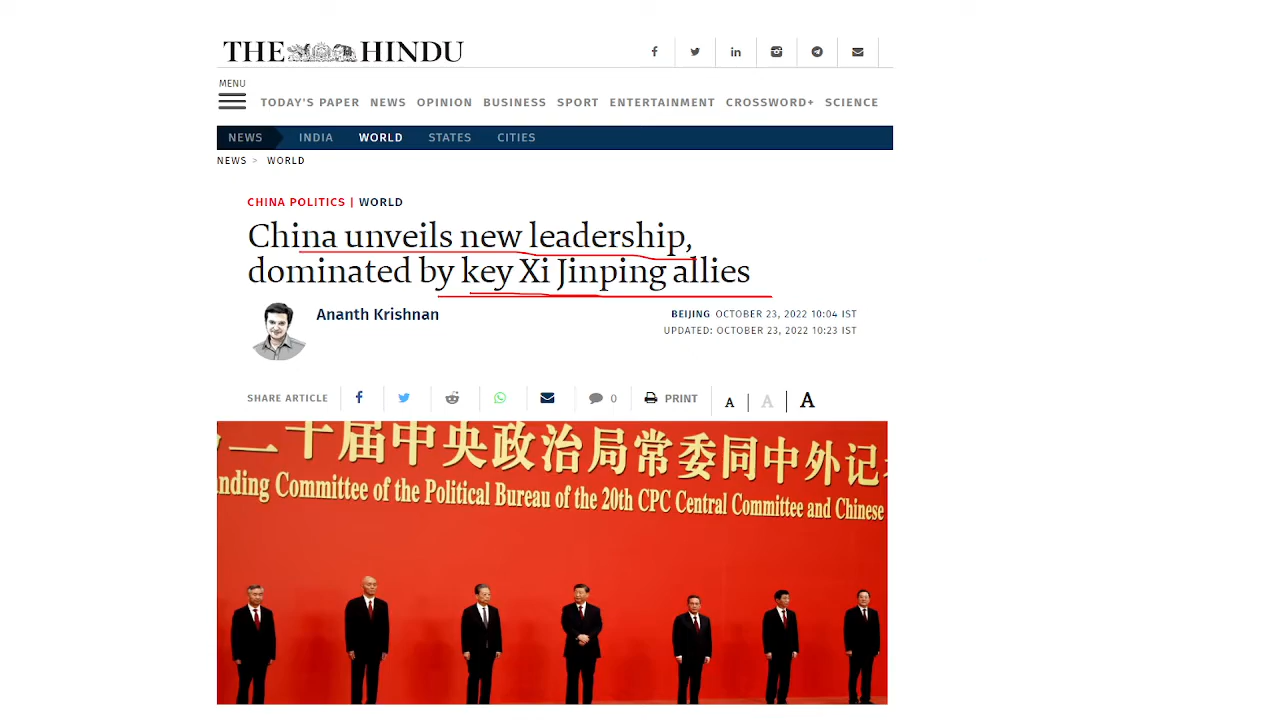 THE HINDU
MENU
TODAY'S PAPER NEWS OPINION BUSINESS SPORT ENTERTAINMENT CROSSWORD+ SCIENCE
NEWS INDIA WORLD STATES CITIES
NEWS > WORLD
CHINA POLITICS | WORLD
China unveils new leadership,
dominated by key Xi Jinping allies
Ananth Krishnan
BEIJING OCTOBER 23, 2022 10:04 IST
UPDATED: OCTOBER 23, 2022 10:23 IST
SHARE ARTICLE 0 PRINT A | A | A
二十届中央政治局常委同中外记
nding Committee of the Political Bureau of the 20th CPC Central Committee and Chinese